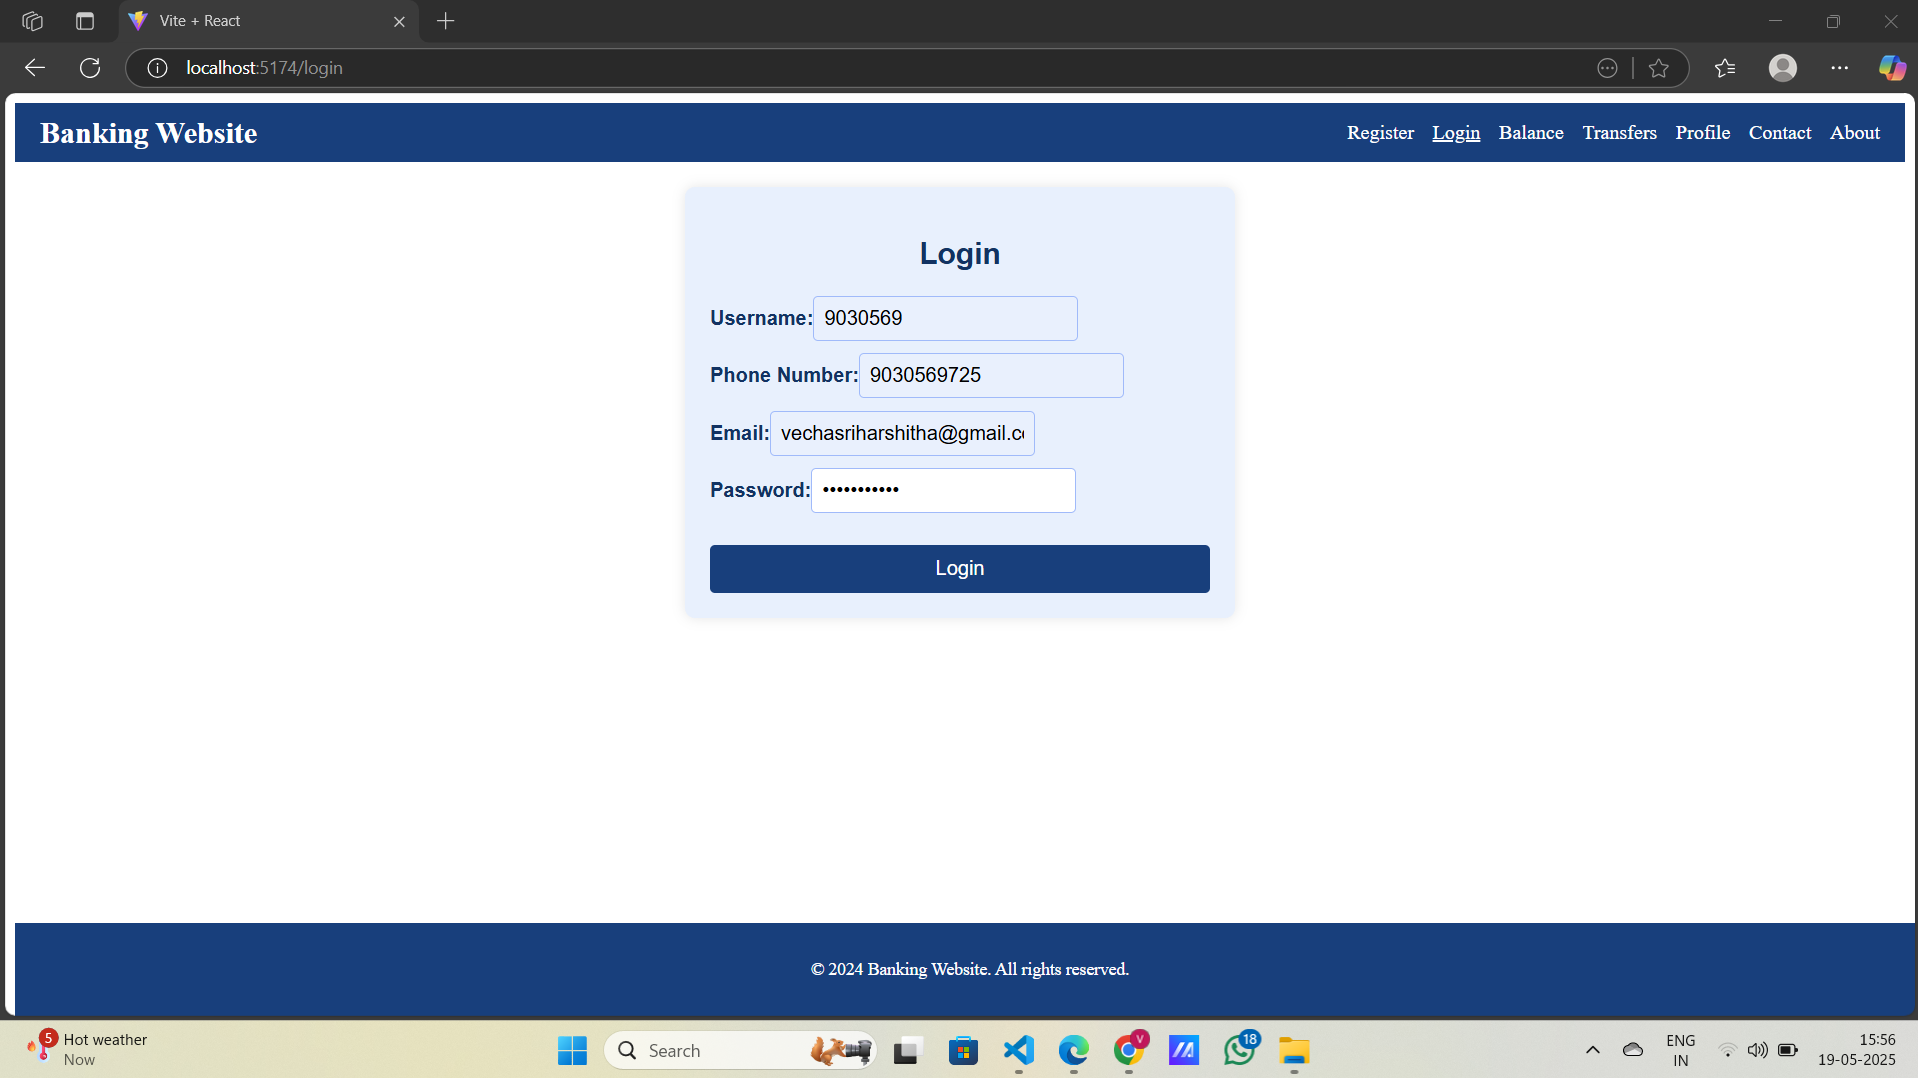 Vite + React
localhost:5174/login
Banking Website
Register Login Balance Transfers Profile Contact About
Login
Username: 9030569
Phone Number: 9030569725
Email: vechasriharshitha@gmail.co
Password: •••••••••••
Login
© 2024 Banking Website. All rights reserved.
5
Hot weather
Now
Search
V
18
ENG
IN
15:56
19-05-2025